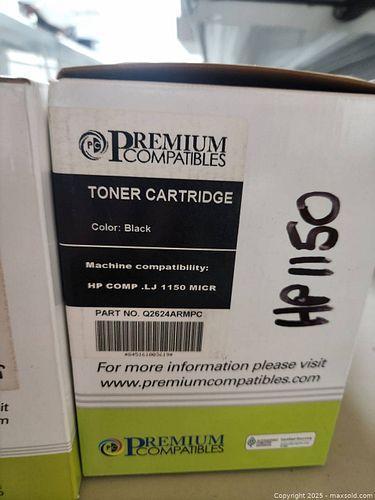 PREMIUM
COMPATIBLES
TONER CARTRIDGE
Color: Black
Machine compatibility:
HP COMP .LJ 1150 MICR
PART NO. Q2624ARMPC
HP 1150
For more information please visit
www.premiumcompatibles.com
PREMIUM
COMPATIBLES
it
m
Copyright 2025 - maxsold.com